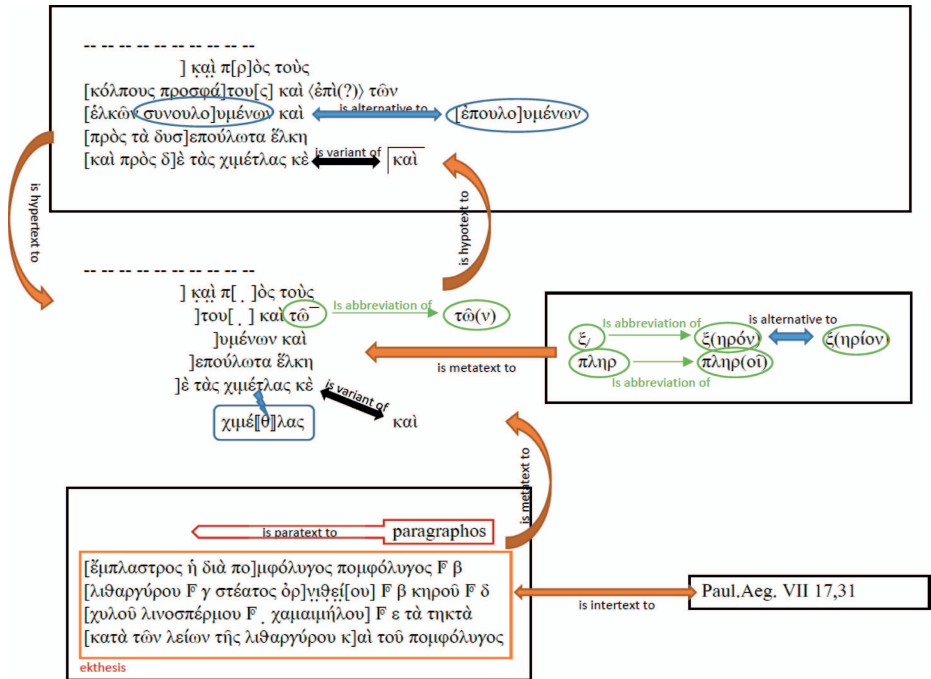 -- -- -- -- -- -- -- -- --
] κ̣α̣ὶ̣ π[ρ]ὸς τοὺς
[κόλπους προσφά]του[ς] καὶ ⟨ἐπὶ(?)⟩ τῶν
[ἑλκῶν συνουλο]υμένων καὶ is alternative to [ἐπουλο]υμένων
[πρὸς τὰ δυσ]επούλωτα ἕλκη
[καὶ πρὸς δ]ὲ τὰς χιμέτλας κὲ is variant of καὶ
is hypertext to
is hypotext to
-- -- -- -- -- -- -- -- --
] κ̣α̣ὶ̣ π[ ̣ ]ὸς τοὺς
]του[ ̣ ] καὶ τῶ‾ Is abbreviation of τῶ(ν)
]υμένων καὶ
]επούλωτα ἕλκη
]ὲ τὰς χιμέτλας κὲ is variant of καὶ
χιμέ⟦θ⟧λας
is metatext to
ξ/ Is abbreviation of ξ(ηρόν) is alternative to ξ(ηρίον)
πληρ Is abbreviation of πληρ(οῖ)
is metatext to
is paratext to paragraphos
[ἔμπλαστρος ἡ διὰ πο]μφόλυγος πομφόλυγος 𐅻 β
[λιθαργύρου 𐅻 γ στέατος ὀρ]ν̣ι̣θ̣ε̣ί̣[ου] 𐅻 β κηροῦ 𐅻 δ
[χυλοῦ λινοσπέρμου 𐅻 ̣ χαμαιμήλου] 𐅻 ε τὰ τηκτὰ
[κατὰ τῶν λείων τῆς λιθαργύρου κ]αὶ τοῦ πομφόλυγος
ekthesis
is intertext to
Paul.Aeg. VII 17,31